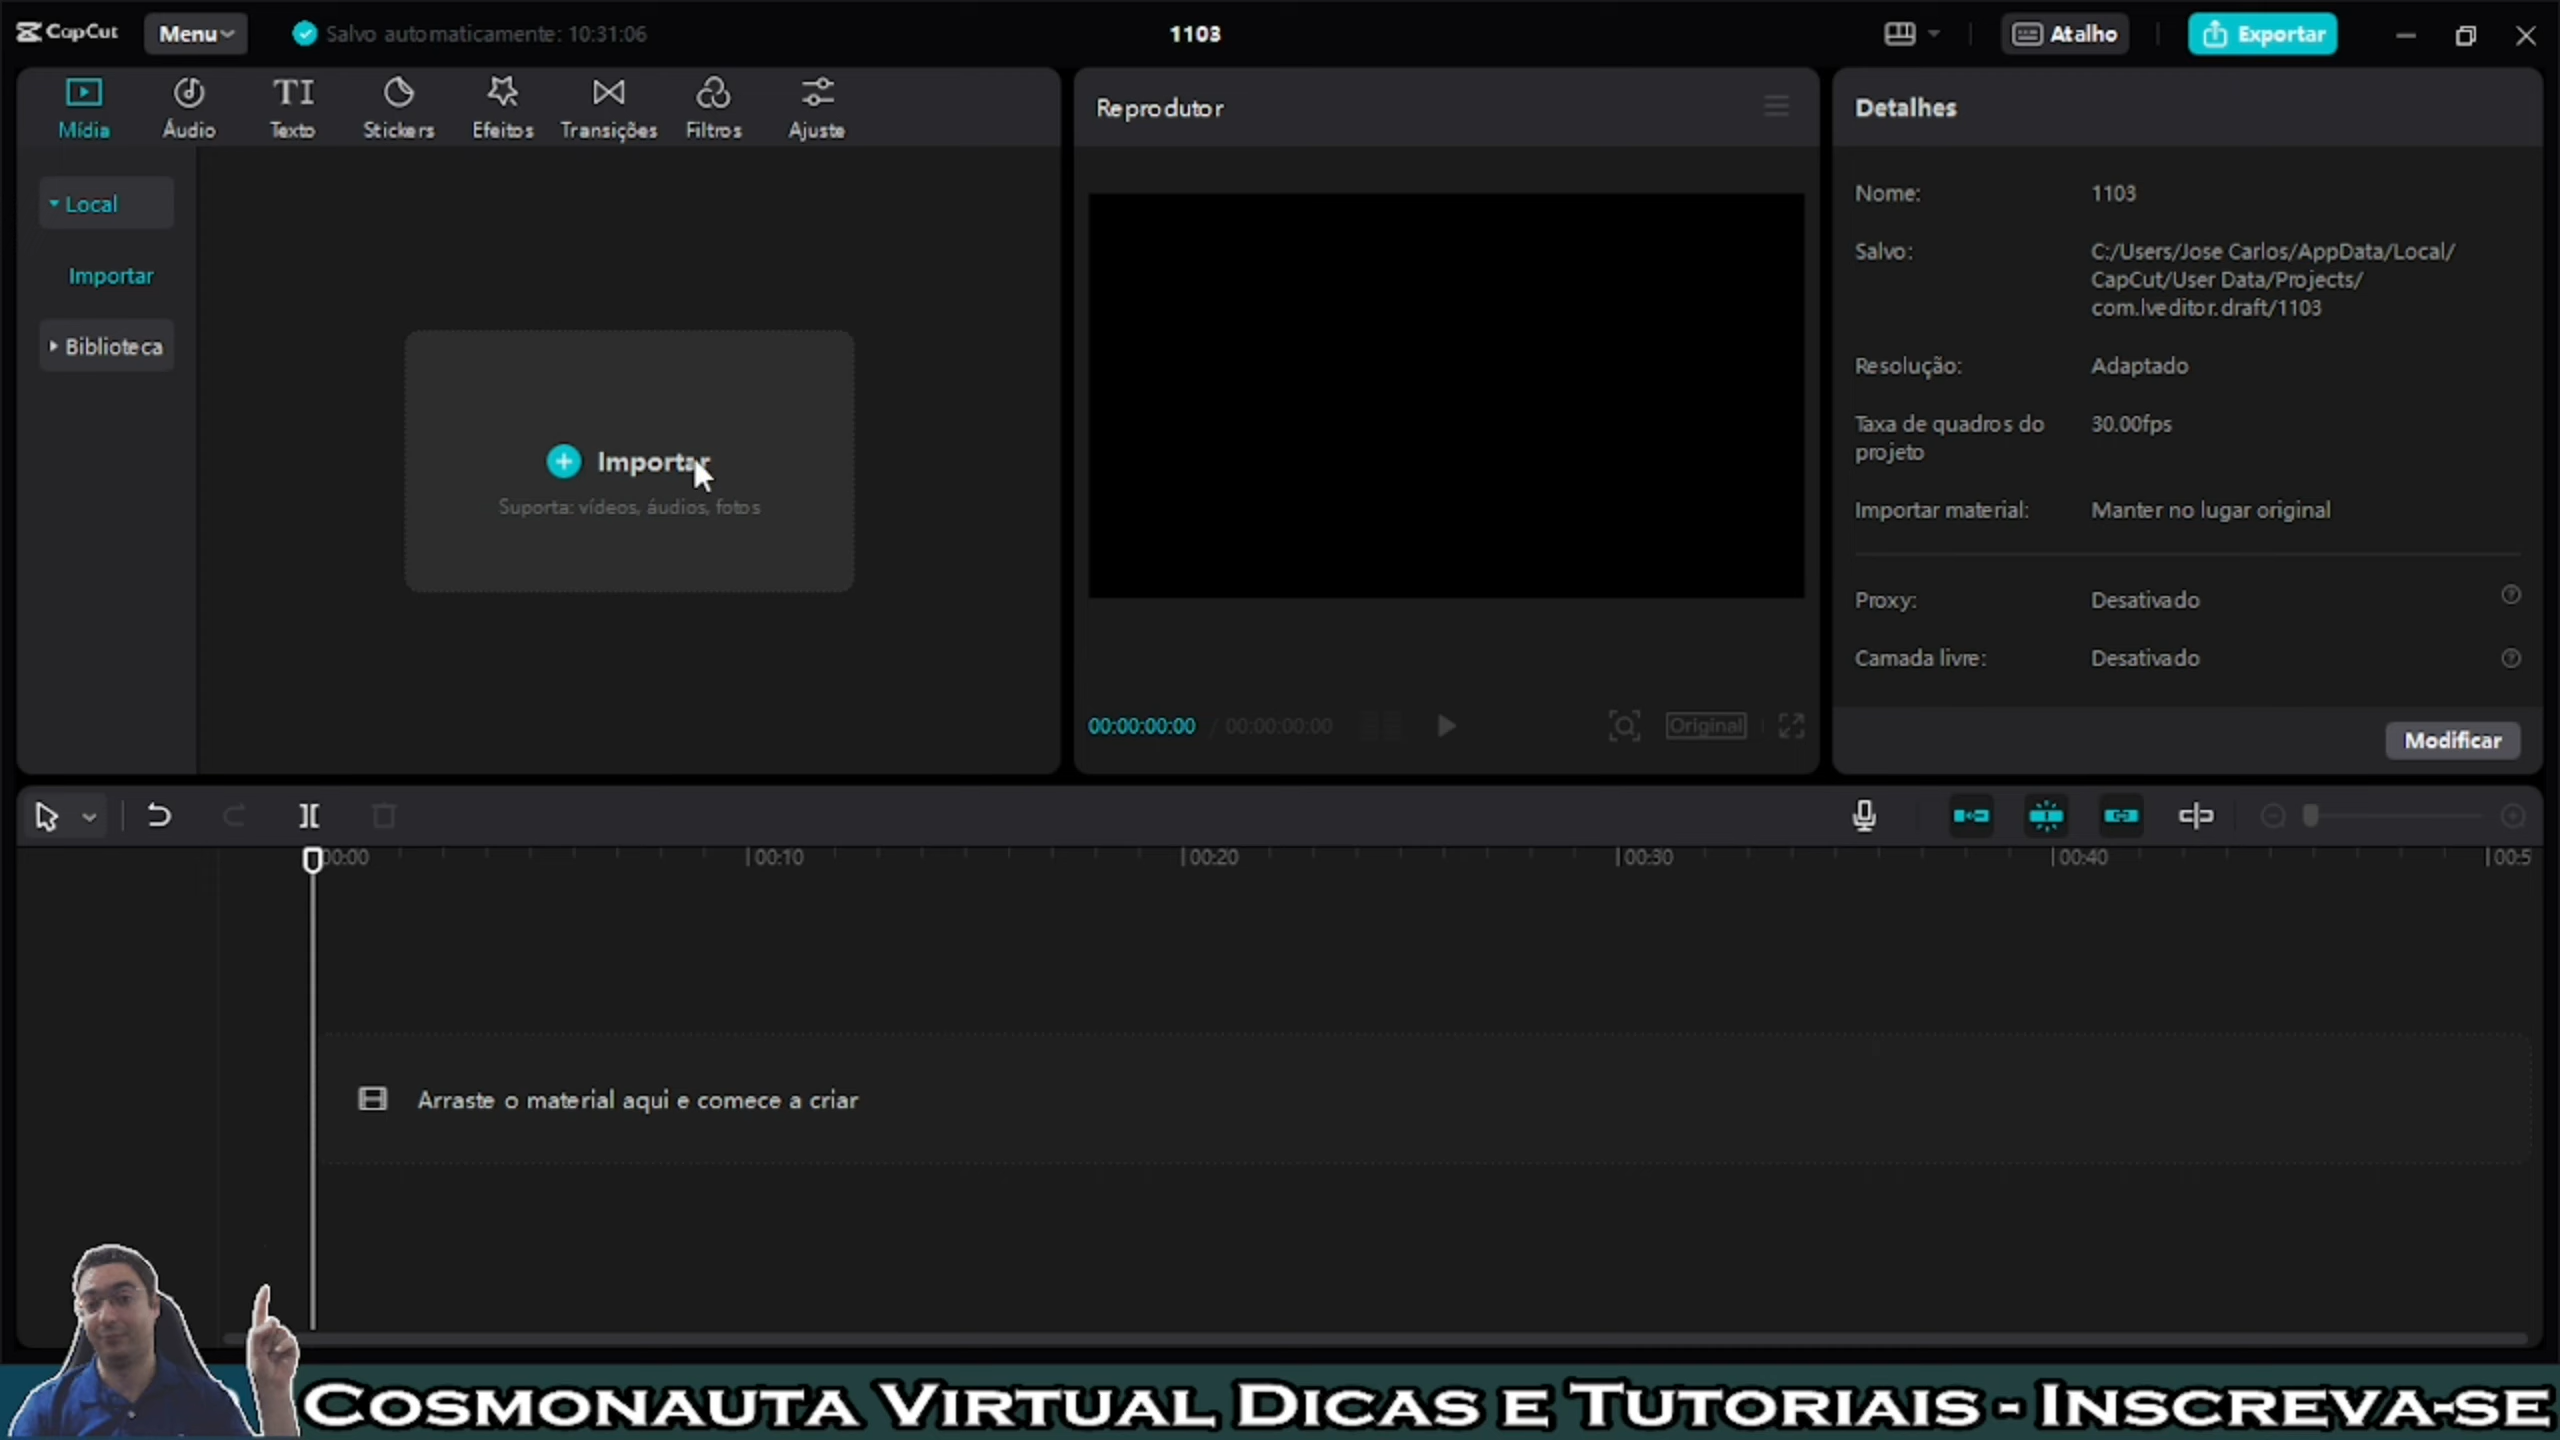 CapCut
Menu
Salvo automaticamente: 10:31:06
1103
Atalho
Exportar
Mídia
Áudio
TI
Texto
Stickers
Efeitos
Transições
Filtros
Ajuste
Local
Importar
Biblioteca
Importar
Suporta: vídeos, áudios, fotos
Reprodutor
00:00:00:00 / 00:00:00:00
Original
Detalhes
Nome: 1103
Salvo: C:/Users/Jose Carlos/AppData/Local/
CapCut/User Data/Projects/
com.lveditor.draft/1103
Resolução: Adaptado
Taxa de quadros do 30.00fps
projeto
Importar material: Manter no lugar original
Proxy: Desativado
Camada livre: Desativado
Modificar
00:00 00:10 00:20 00:30 00:40 00:5
Arraste o material aqui e comece a criar
Cosmonauta Virtual Dicas e Tutoriais - Inscreva-se